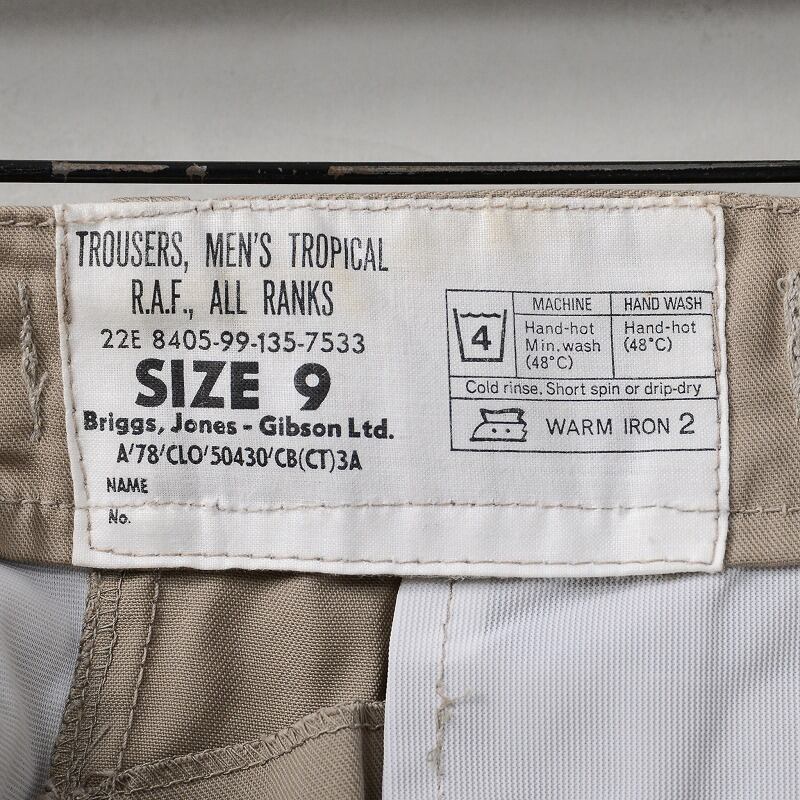 TROUSERS, MEN'S TROPICAL
R.A.F., ALL RANKS
22E 8405-99-135-7533
SIZE 9
Briggs, Jones - Gibson Ltd.
A'78'CLO'50430'CB(CT)3A
NAME
No.
4
MACHINE HAND WASH
Hand-hot Hand-hot
Min. wash (48°C)
(48°C)
Cold rinse. Short spin or drip-dry
WARM IRON 2